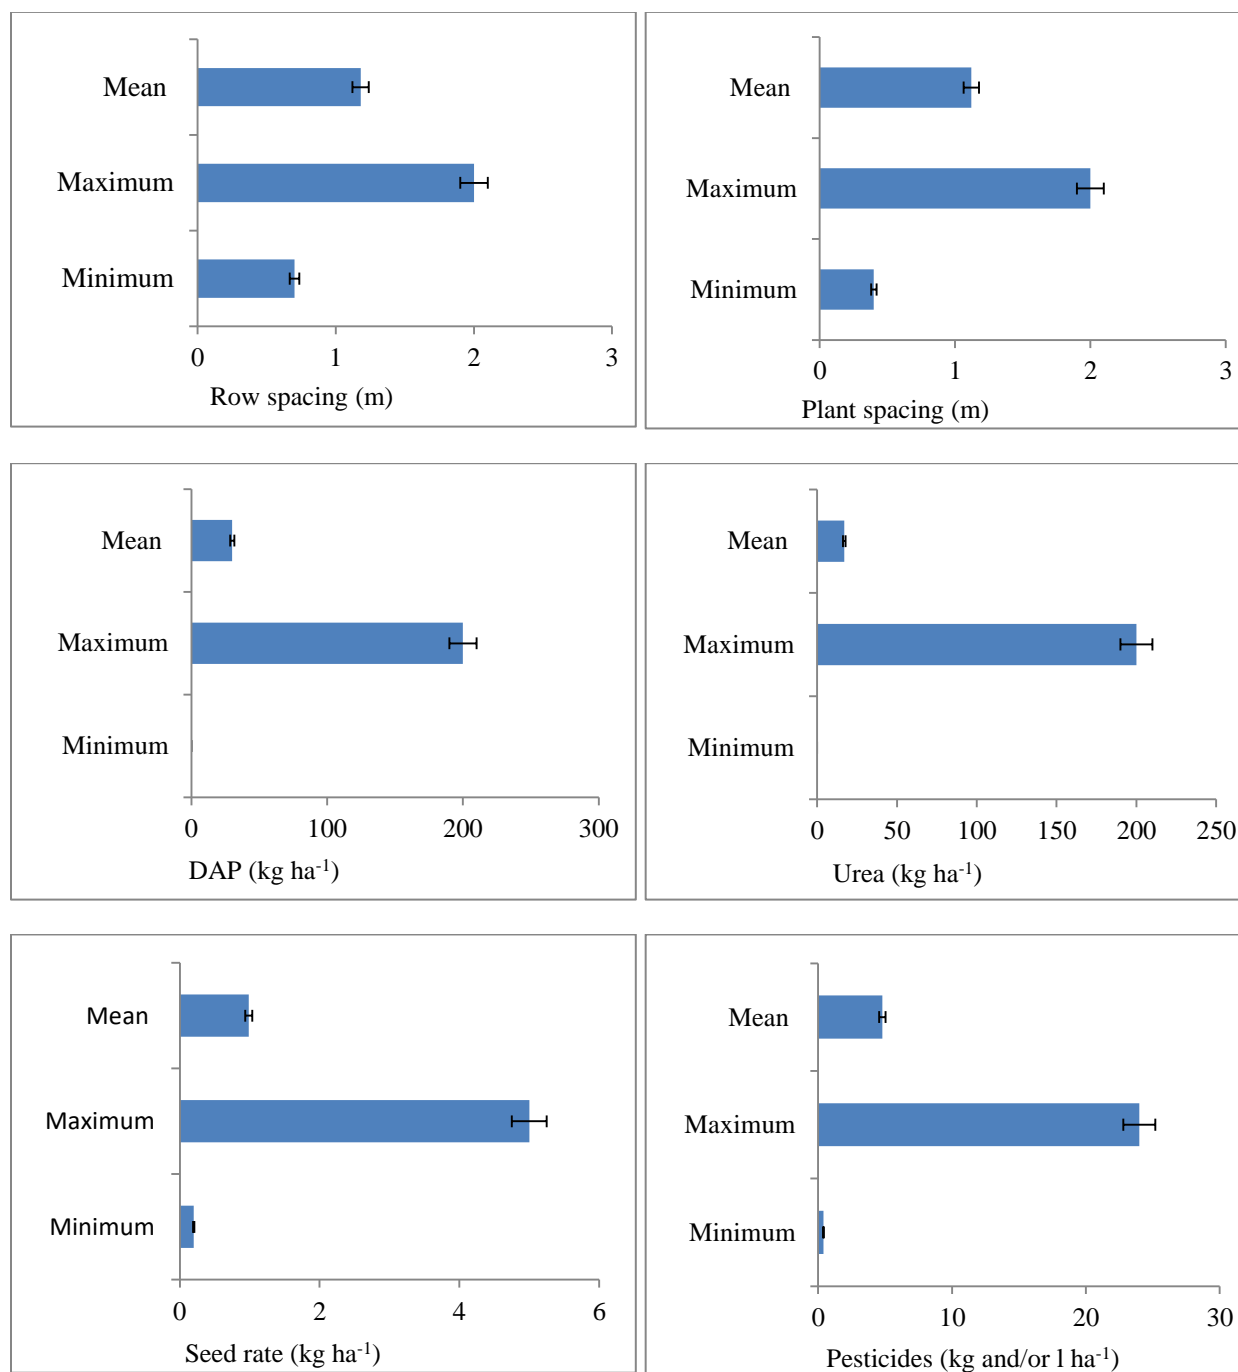 Mean
Maximum
Minimum
0 1 2 3
Row spacing (m)
Mean
Maximum
Minimum
0 1 2 3
Plant spacing (m)
Mean
Maximum
Minimum
0 100 200 300
DAP (kg ha⁻¹)
Mean
Maximum
Minimum
0 50 100 150 200 250
Urea (kg ha⁻¹)
Mean
Maximum
Minimum
0 2 4 6
Seed rate (kg ha⁻¹)
Mean
Maximum
Minimum
0 10 20 30
Pesticides (kg and/or l ha⁻¹)